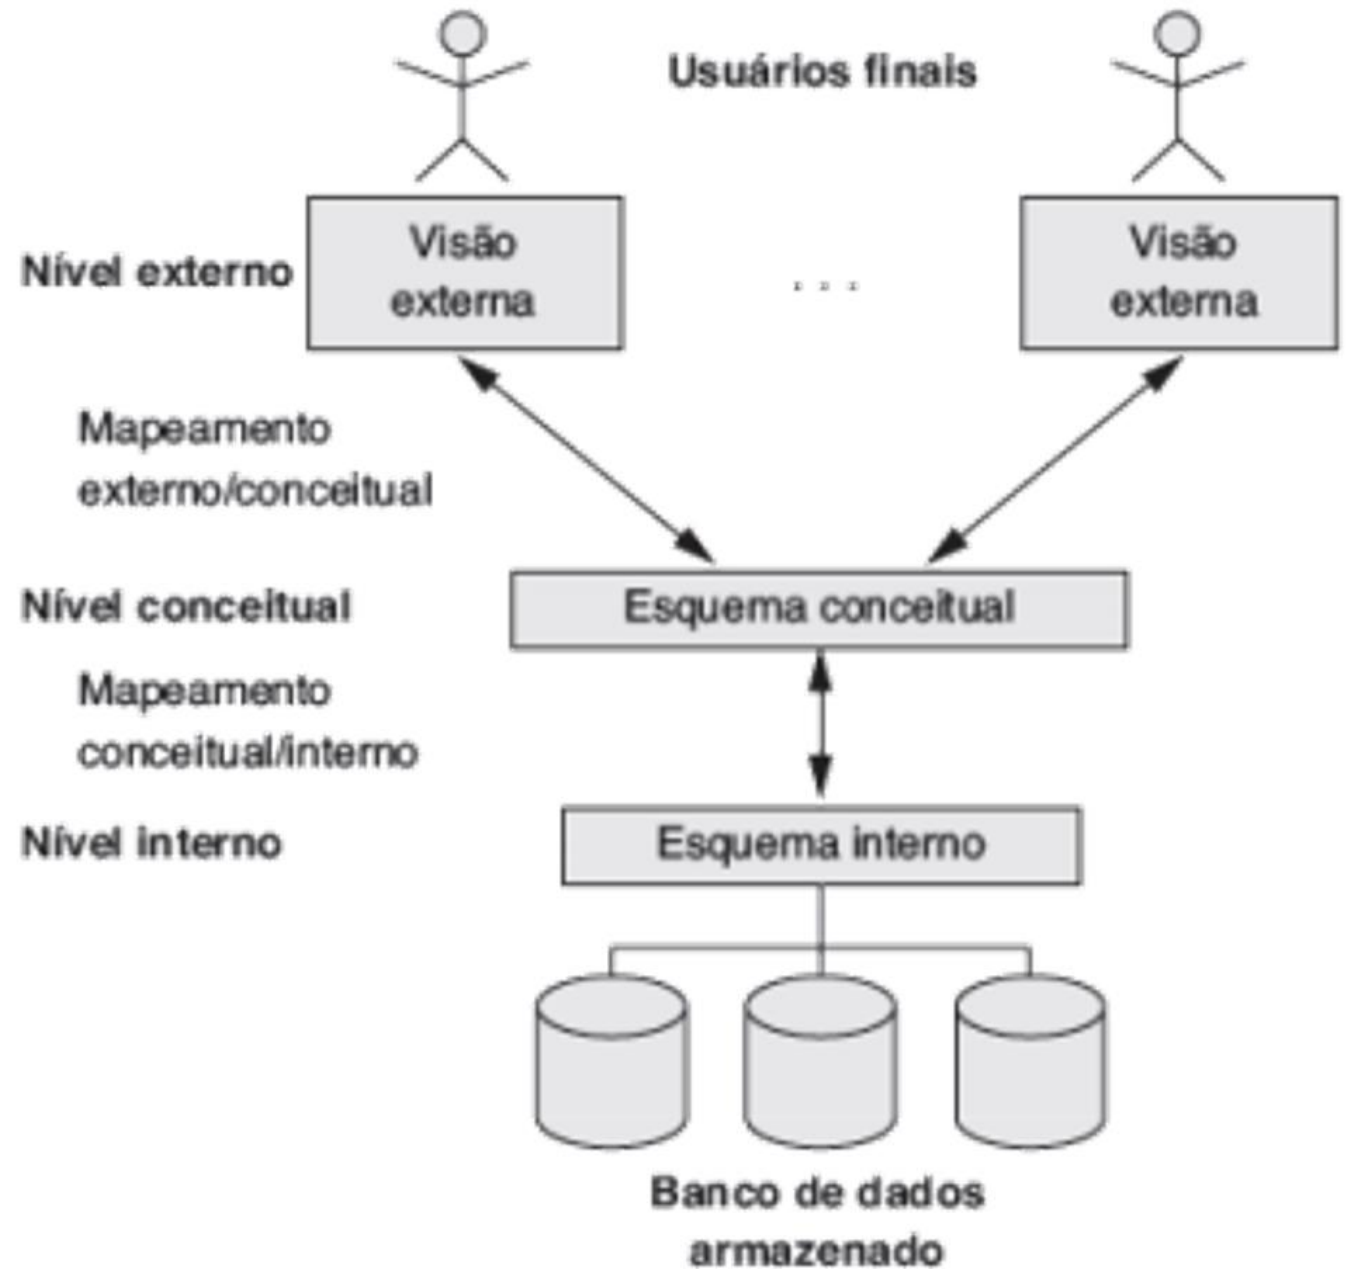 Usuários finais
Nível externo
Visão
externa
. . .
Visão
externa
Mapeamento
externo/conceitual
Nível conceitual
Esquema conceitual
Mapeamento
conceitual/interno
Nível interno
Esquema interno
Banco de dados
armazenado